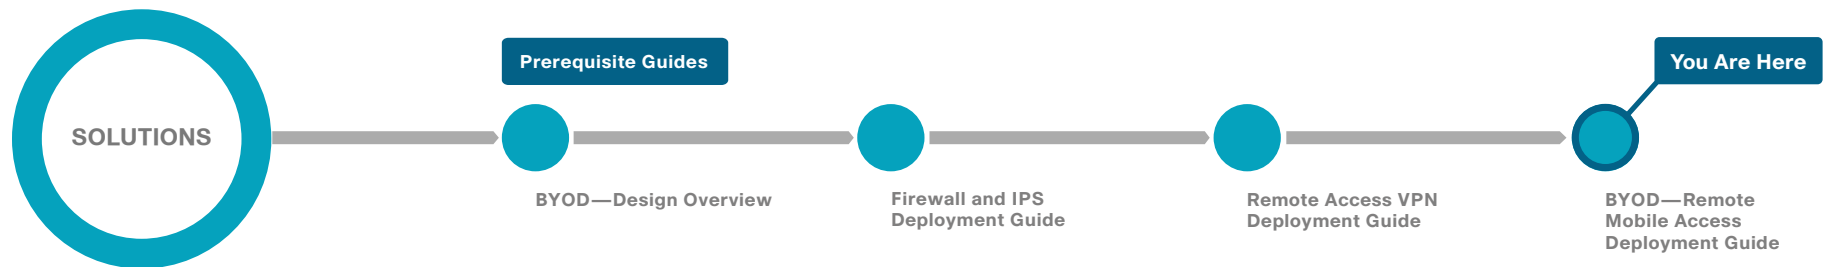 SOLUTIONS
Prerequisite Guides
BYOD—Design Overview
Firewall and IPS
Deployment Guide
Remote Access VPN
Deployment Guide
You Are Here
BYOD—Remote
Mobile Access
Deployment Guide